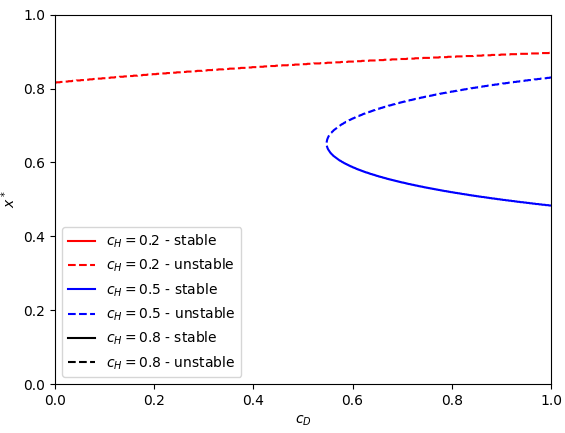 1.0
0.8
0.6
0.4
0.2
0.0
x*
c_H = 0.2 - stable
c_H = 0.2 - unstable
c_H = 0.5 - stable
c_H = 0.5 - unstable
c_H = 0.8 - stable
c_H = 0.8 - unstable
0.0 0.2 0.4 0.6 0.8 1.0
c_D